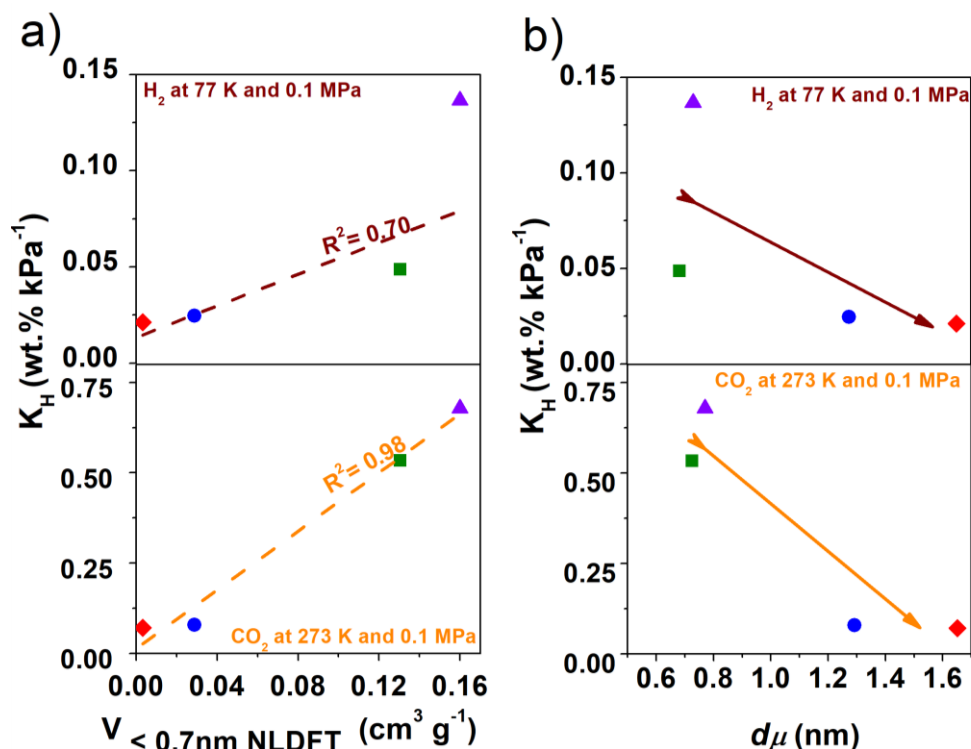 a)
H₂ at 77 K and 0.1 MPa
0.15
0.10
0.05
0.00
K_H (wt.% kPa⁻¹)
R²= 0.70
0.75
0.50
0.25
0.00
R²= 0.98
CO₂ at 273 K and 0.1 MPa
0.00 0.04 0.08 0.12 0.16
V < 0.7nm NLDFT (cm³ g⁻¹)
b)
H₂ at 77 K and 0.1 MPa
0.15
0.10
0.05
0.00
K_H (wt.% kPa⁻¹)
CO₂ at 273 K and 0.1 MPa
0.75
0.50
0.25
0.00
0.6 0.8 1.0 1.2 1.4 1.6
dμ (nm)